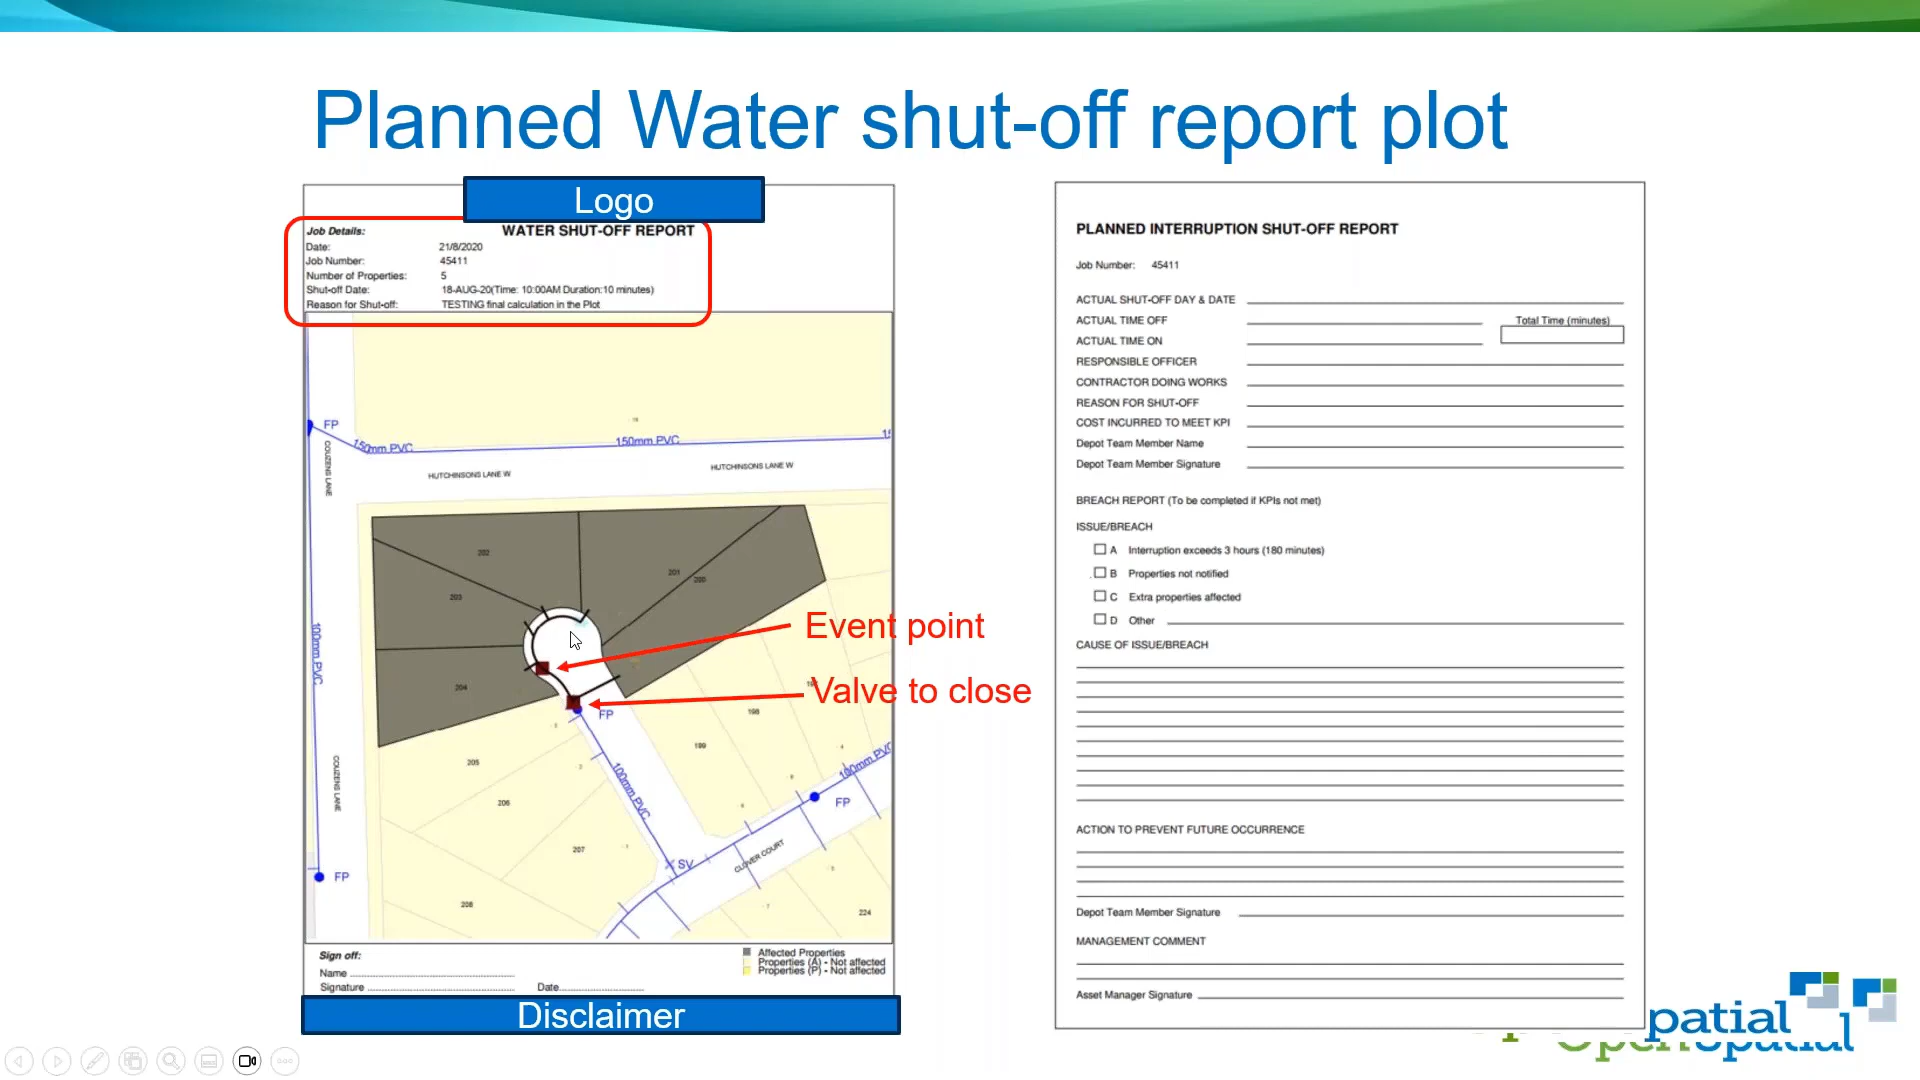 Planned Water shut-off report plot
Logo
Job Details:
WATER SHUT-OFF REPORT
Date: 21/8/2020
Job Number: 45411
Number of Properties: 5
Shut-off Date: 18-AUG-20(Time: 10:00AM Duration:10 minutes)
Reason for Shut-off: TESTING final calculation in the Plot
FP
150mm PVC
150mm PVC
COUZENS LANE
HUTCHINSONS LANE W
HUTCHINSONS LANE W
202
201
200
203
100mm PVC
204
Event point
Valve to close
FP
198
199
205
206
COUZENS LANE
100mm PVC
100mm PVC
FP
207
SV
CLOVER COURT
FP
208
224
Sign off:
Name
Signature
Date
Affected Properties
Properties (A) - Not affected
Properties (P) - Not affected
Disclaimer
PLANNED INTERRUPTION SHUT-OFF REPORT
Job Number: 45411
ACTUAL SHUT-OFF DAY & DATE
ACTUAL TIME OFF
Total Time (minutes)
ACTUAL TIME ON
RESPONSIBLE OFFICER
CONTRACTOR DOING WORKS
REASON FOR SHUT-OFF
COST INCURRED TO MEET KPI
Depot Team Member Name
Depot Team Member Signature
BREACH REPORT (To be completed if KPIs not met)
ISSUE/BREACH
A Interruption exceeds 3 hours (180 minutes)
B Properties not notified
C Extra properties affected
D Other
CAUSE OF ISSUE/BREACH
ACTION TO PREVENT FUTURE OCCURRENCE
Depot Team Member Signature
MANAGEMENT COMMENT
Asset Manager Signature
patial